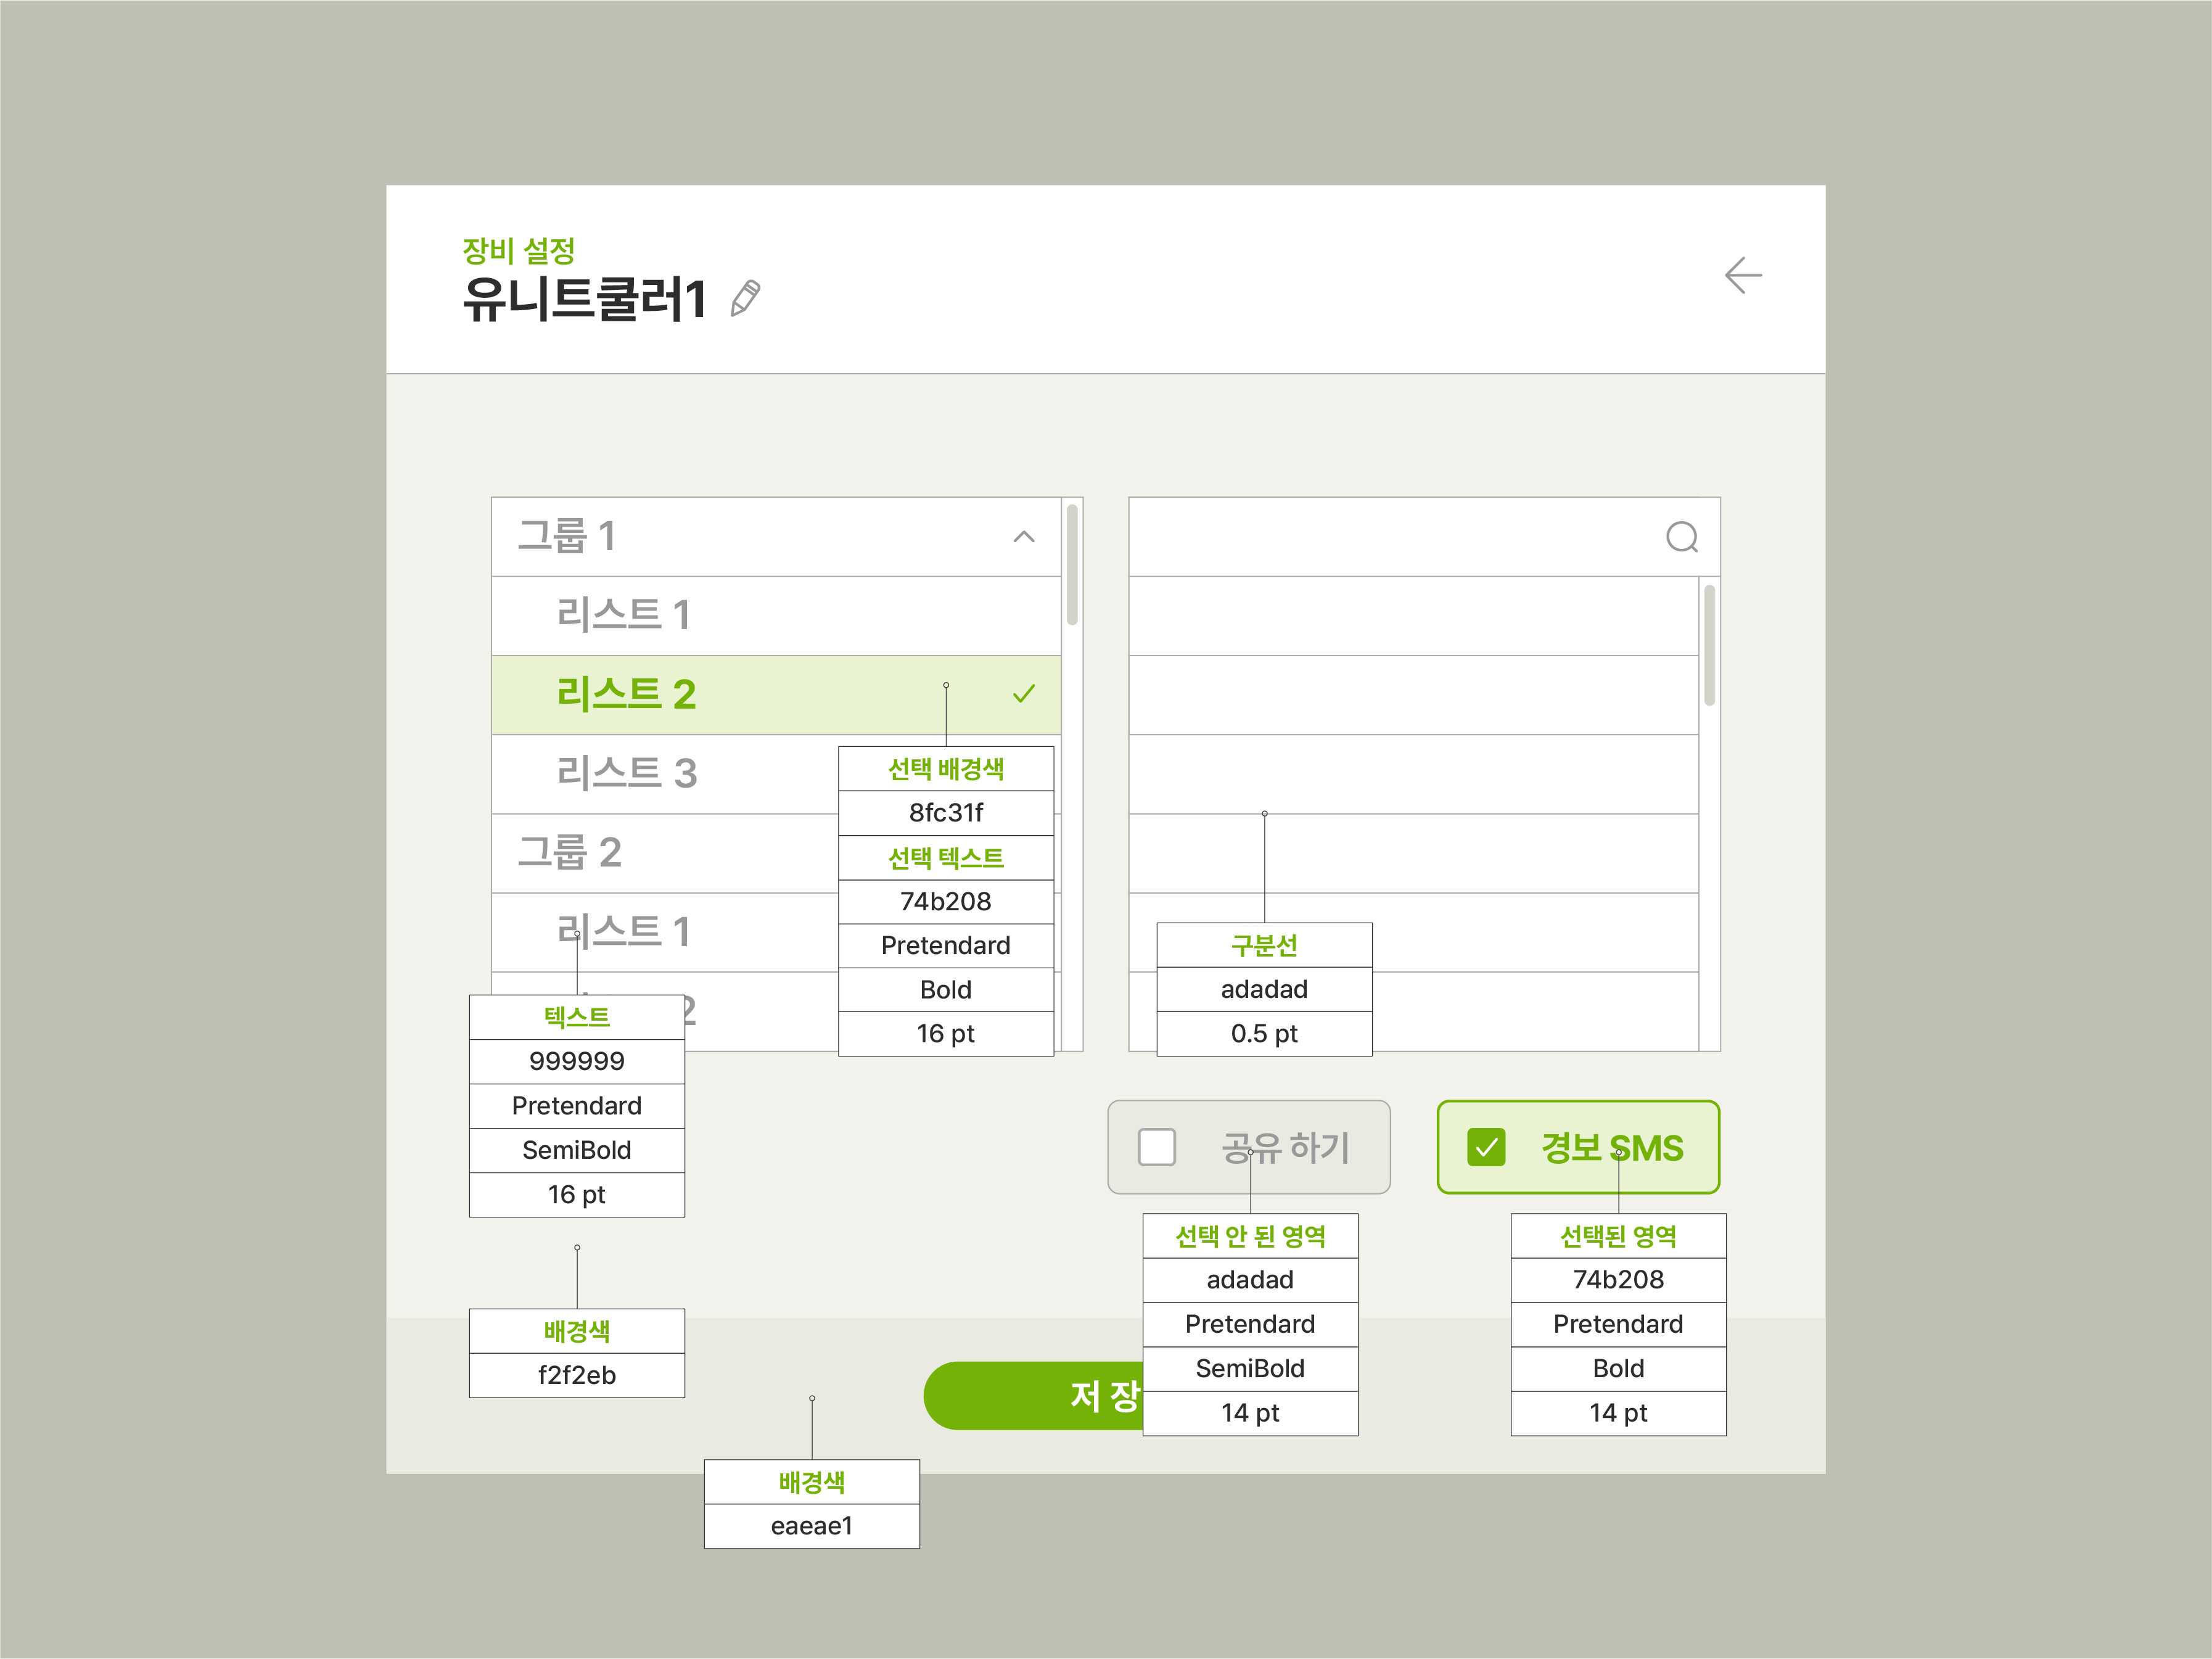 장비 설정
유니트쿨러1
그룹 1
리스트 1
리스트 2
리스트 3
그룹 2
리스트 1
2
선택 배경색
8fc31f
선택 텍스트
74b208
Pretendard
Bold
16 pt
구분선
adadad
0.5 pt
텍스트
999999
Pretendard
SemiBold
16 pt
공유 하기
경보 SMS
선택 안 된 영역
adadad
Pretendard
SemiBold
14 pt
선택된 영역
74b208
Pretendard
Bold
14 pt
배경색
f2f2eb
저 장
배경색
eaeae1